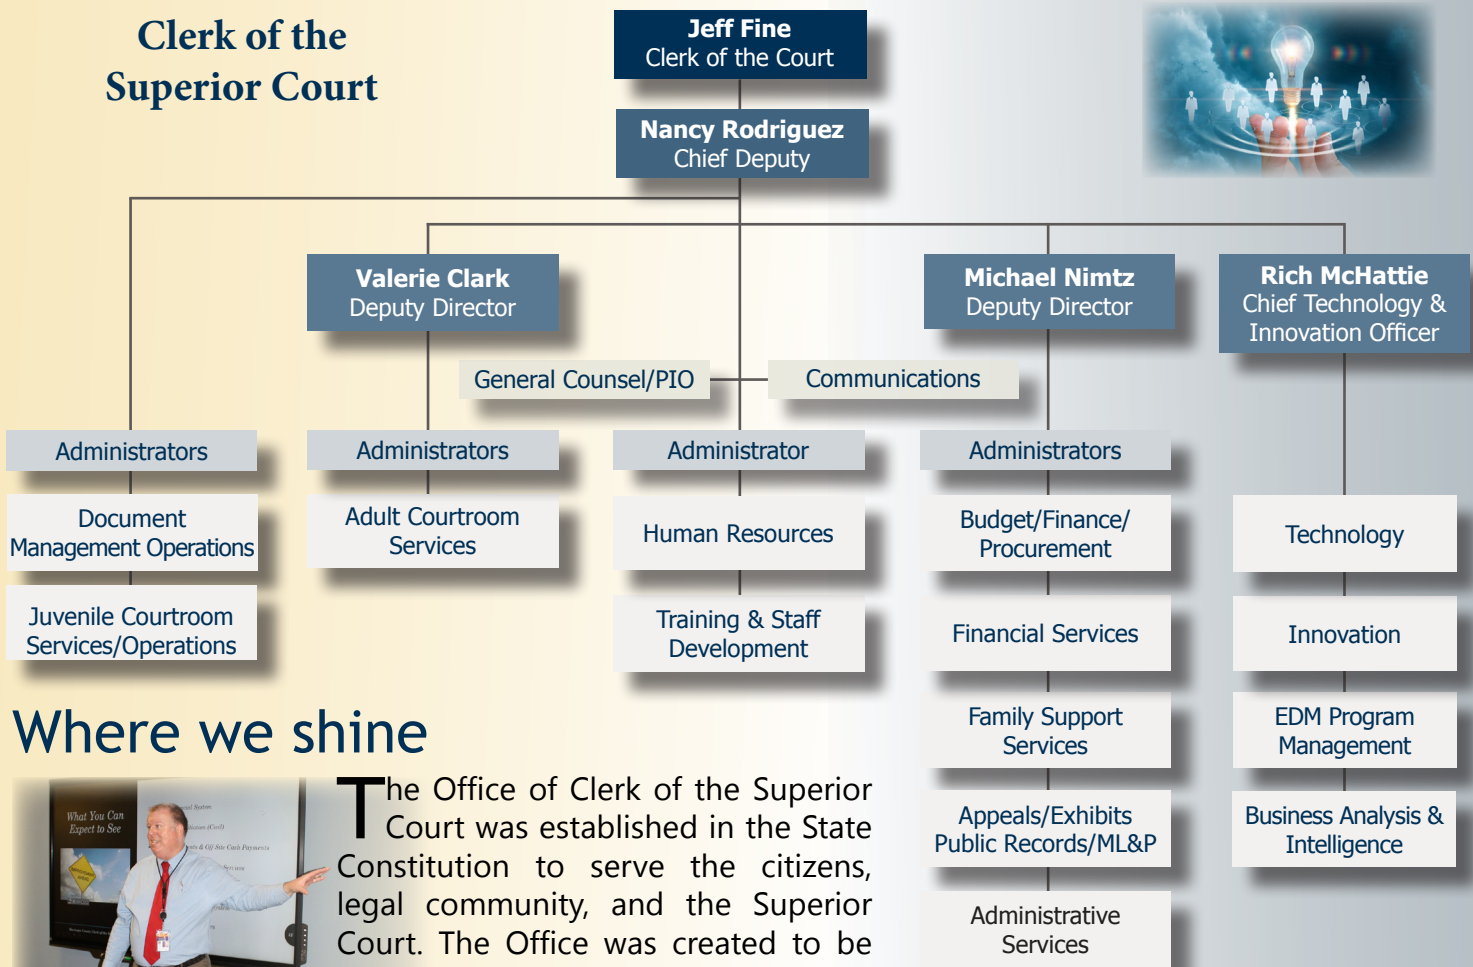 Clerk of the
Superior Court
Jeff Fine
Clerk of the Court
Nancy Rodriguez
Chief Deputy
Valerie Clark
Deputy Director
Michael Nimtz
Deputy Director
Rich McHattie
Chief Technology &
Innovation Officer
General Counsel/PIO
Communications
Administrators
Document
Management Operations
Juvenile Courtroom
Services/Operations
Administrators
Adult Courtroom
Services
Administrator
Human Resources
Training & Staff
Development
Administrators
Budget/Finance/
Procurement
Financial Services
Family Support
Services
Appeals/Exhibits
Public Records/ML&P
Administrative
Services
Technology
Innovation
EDM Program
Management
Business Analysis &
Intelligence
Where we shine
What You Can
Expect to See
System
(Civil)
& Off-Site Cash Payments
The Office of Clerk of the Superior
Court was established in the State
Constitution to serve the citizens,
legal community, and the Superior
Court. The Office was created to be